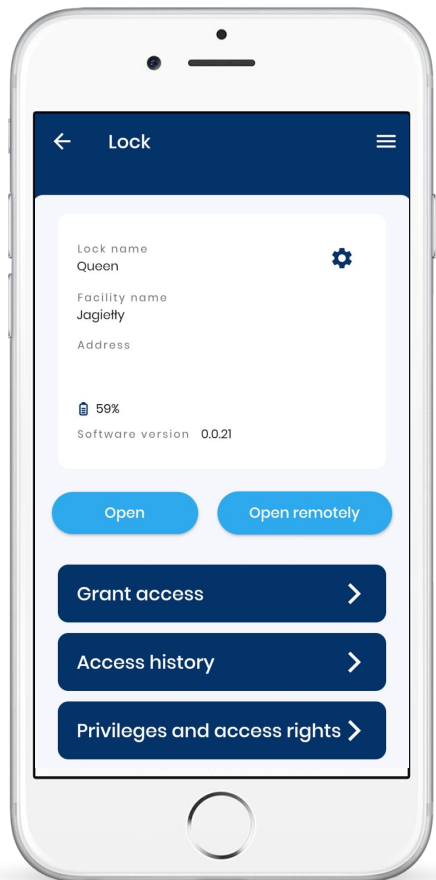 Lock
Lock name
Queen
Facility name
Jagiełły
Address
59%
Software version 0.0.21
Open
Open remotely
Grant access
Access history
Privileges and access rights